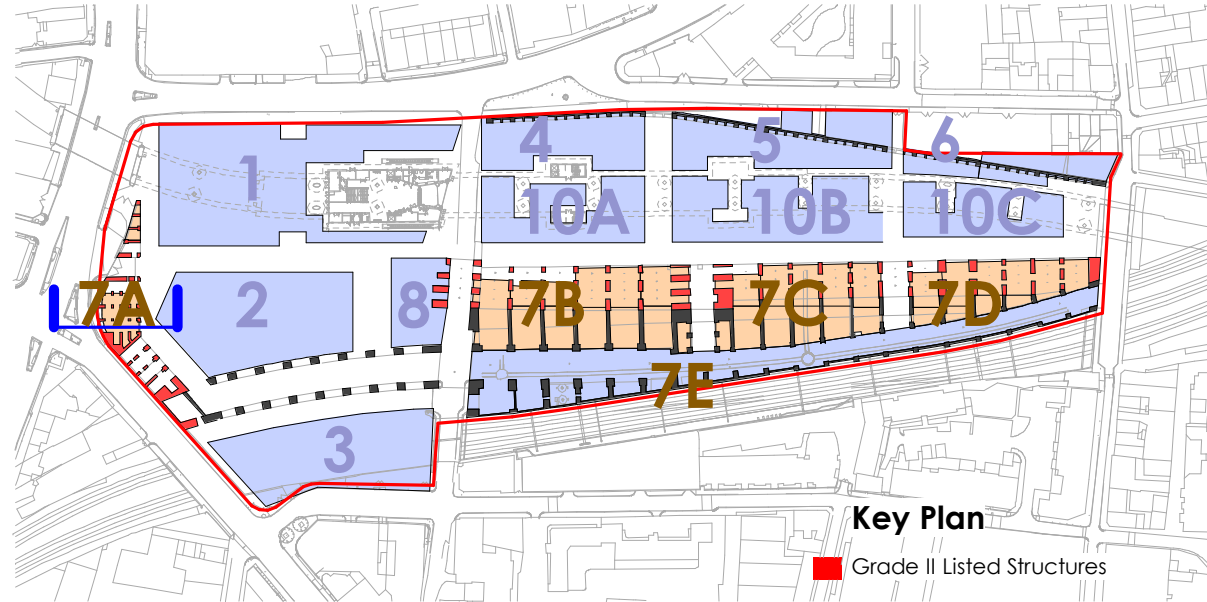 4
5
6
1
10A
10B
10C
7A
2
8
7B
7C
7D
7E
3
Key Plan
Grade II Listed Structures